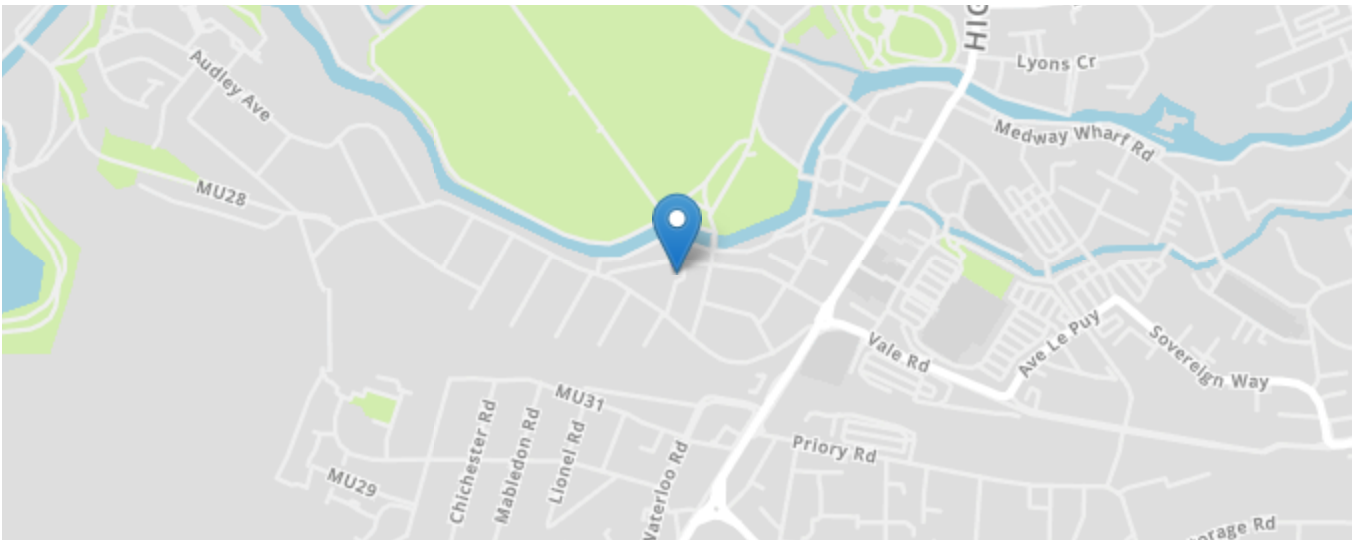 HIG
Lyons Cr
Audley Ave
Medway Wharf Rd
MU28
Vale Rd
Ave Le Puy
Sovereign Way
MU31
Chichester Rd
Mabledon Rd
Lionel Rd
Waterloo Rd
Priory Rd
MU29
orage Rd